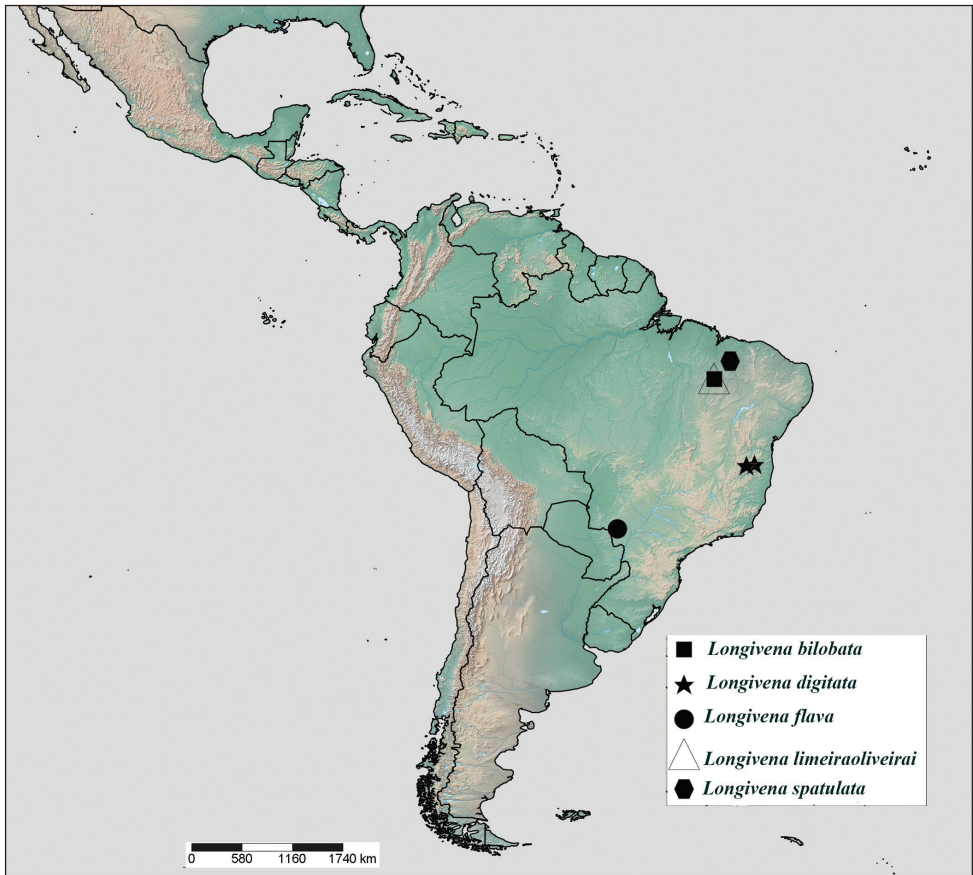 Longivena bilobata
Longivena digitata
Longivena flava
Longivena limeiraoliveirai
Longivena spatulata
0 580 1160 1740 km